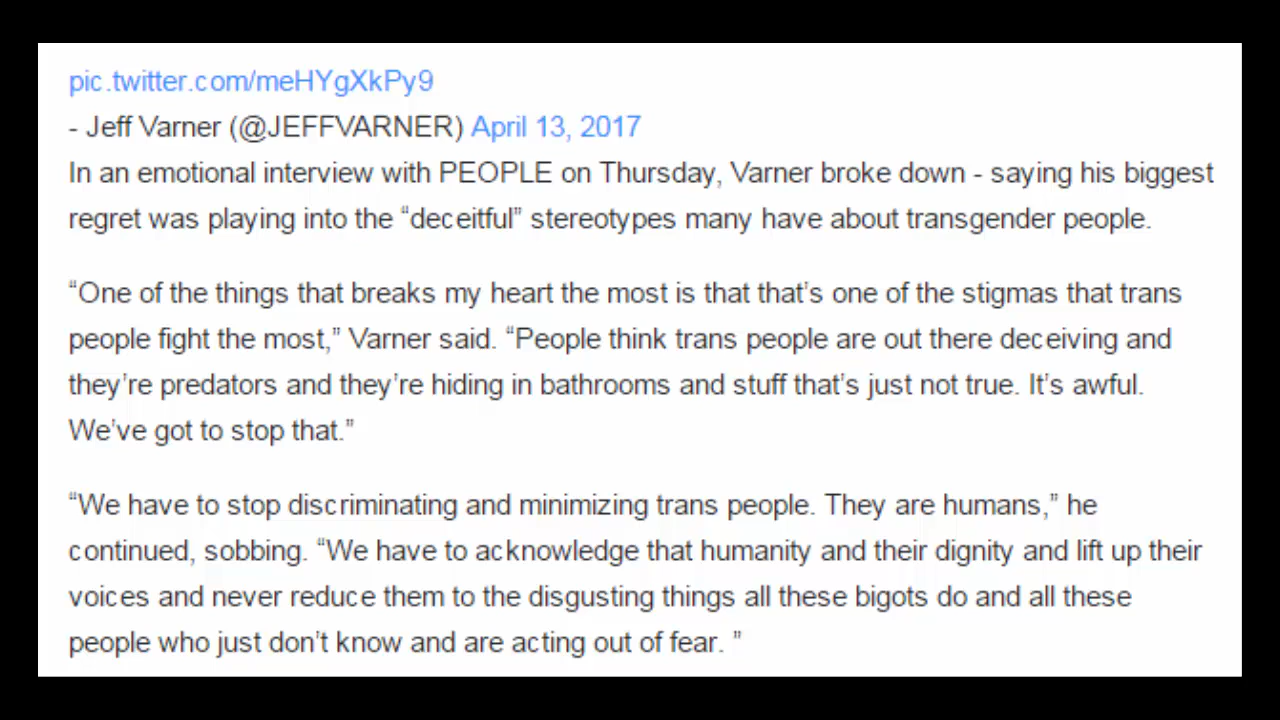 pic.twitter.com/meHYgXkPy9
- Jeff Varner (@JEFFVARNER) April 13, 2017
In an emotional interview with PEOPLE on Thursday, Varner broke down - saying his biggest
regret was playing into the “deceitful” stereotypes many have about transgender people.
“One of the things that breaks my heart the most is that that’s one of the stigmas that trans
people fight the most,” Varner said. “People think trans people are out there deceiving and
they’re predators and they’re hiding in bathrooms and stuff that’s just not true. It’s awful.
We’ve got to stop that.”
“We have to stop discriminating and minimizing trans people. They are humans,” he
continued, sobbing. “We have to acknowledge that humanity and their dignity and lift up their
voices and never reduce them to the disgusting things all these bigots do and all these
people who just don’t know and are acting out of fear. ”